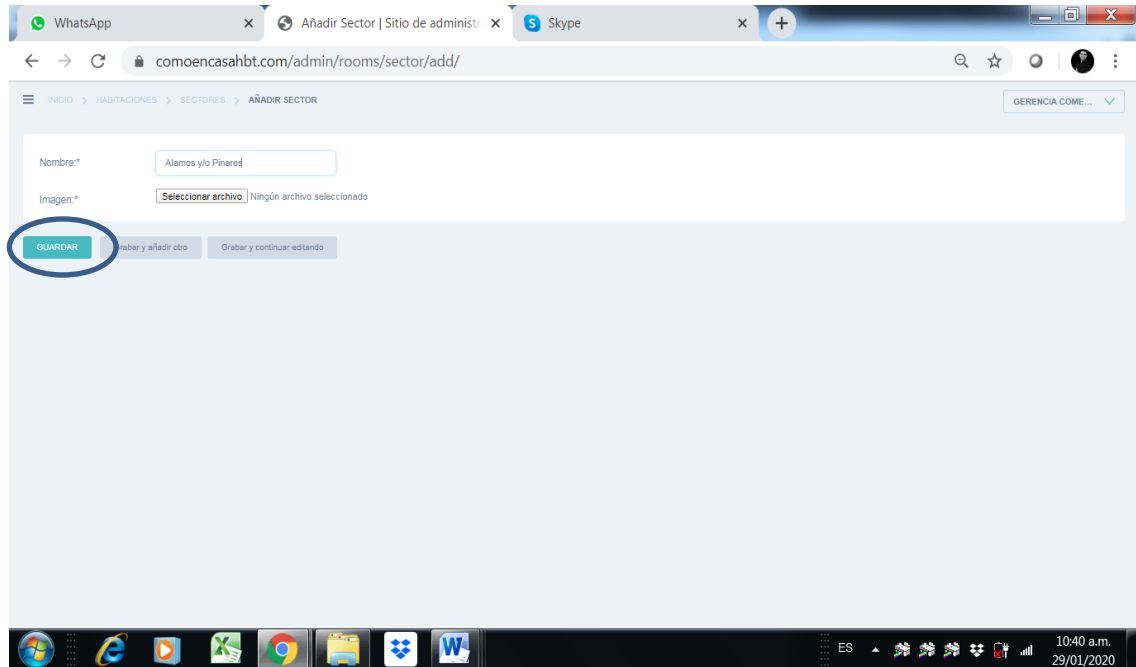 WhatsApp
Añadir Sector | Sitio de administr
Skype
comoencasahbt.com/admin/rooms/sector/add/
INICIO > HABITACIONES > SECTORES > AÑADIR SECTOR
GERENCIA COME...
Nombre:*
Alamos y/o Pinares
Imagen:*
Seleccionar archivo Ningún archivo seleccionado
GUARDAR
rabar y añadir otro
Grabar y continuar editando
ES
10:40 a.m.
29/01/2020